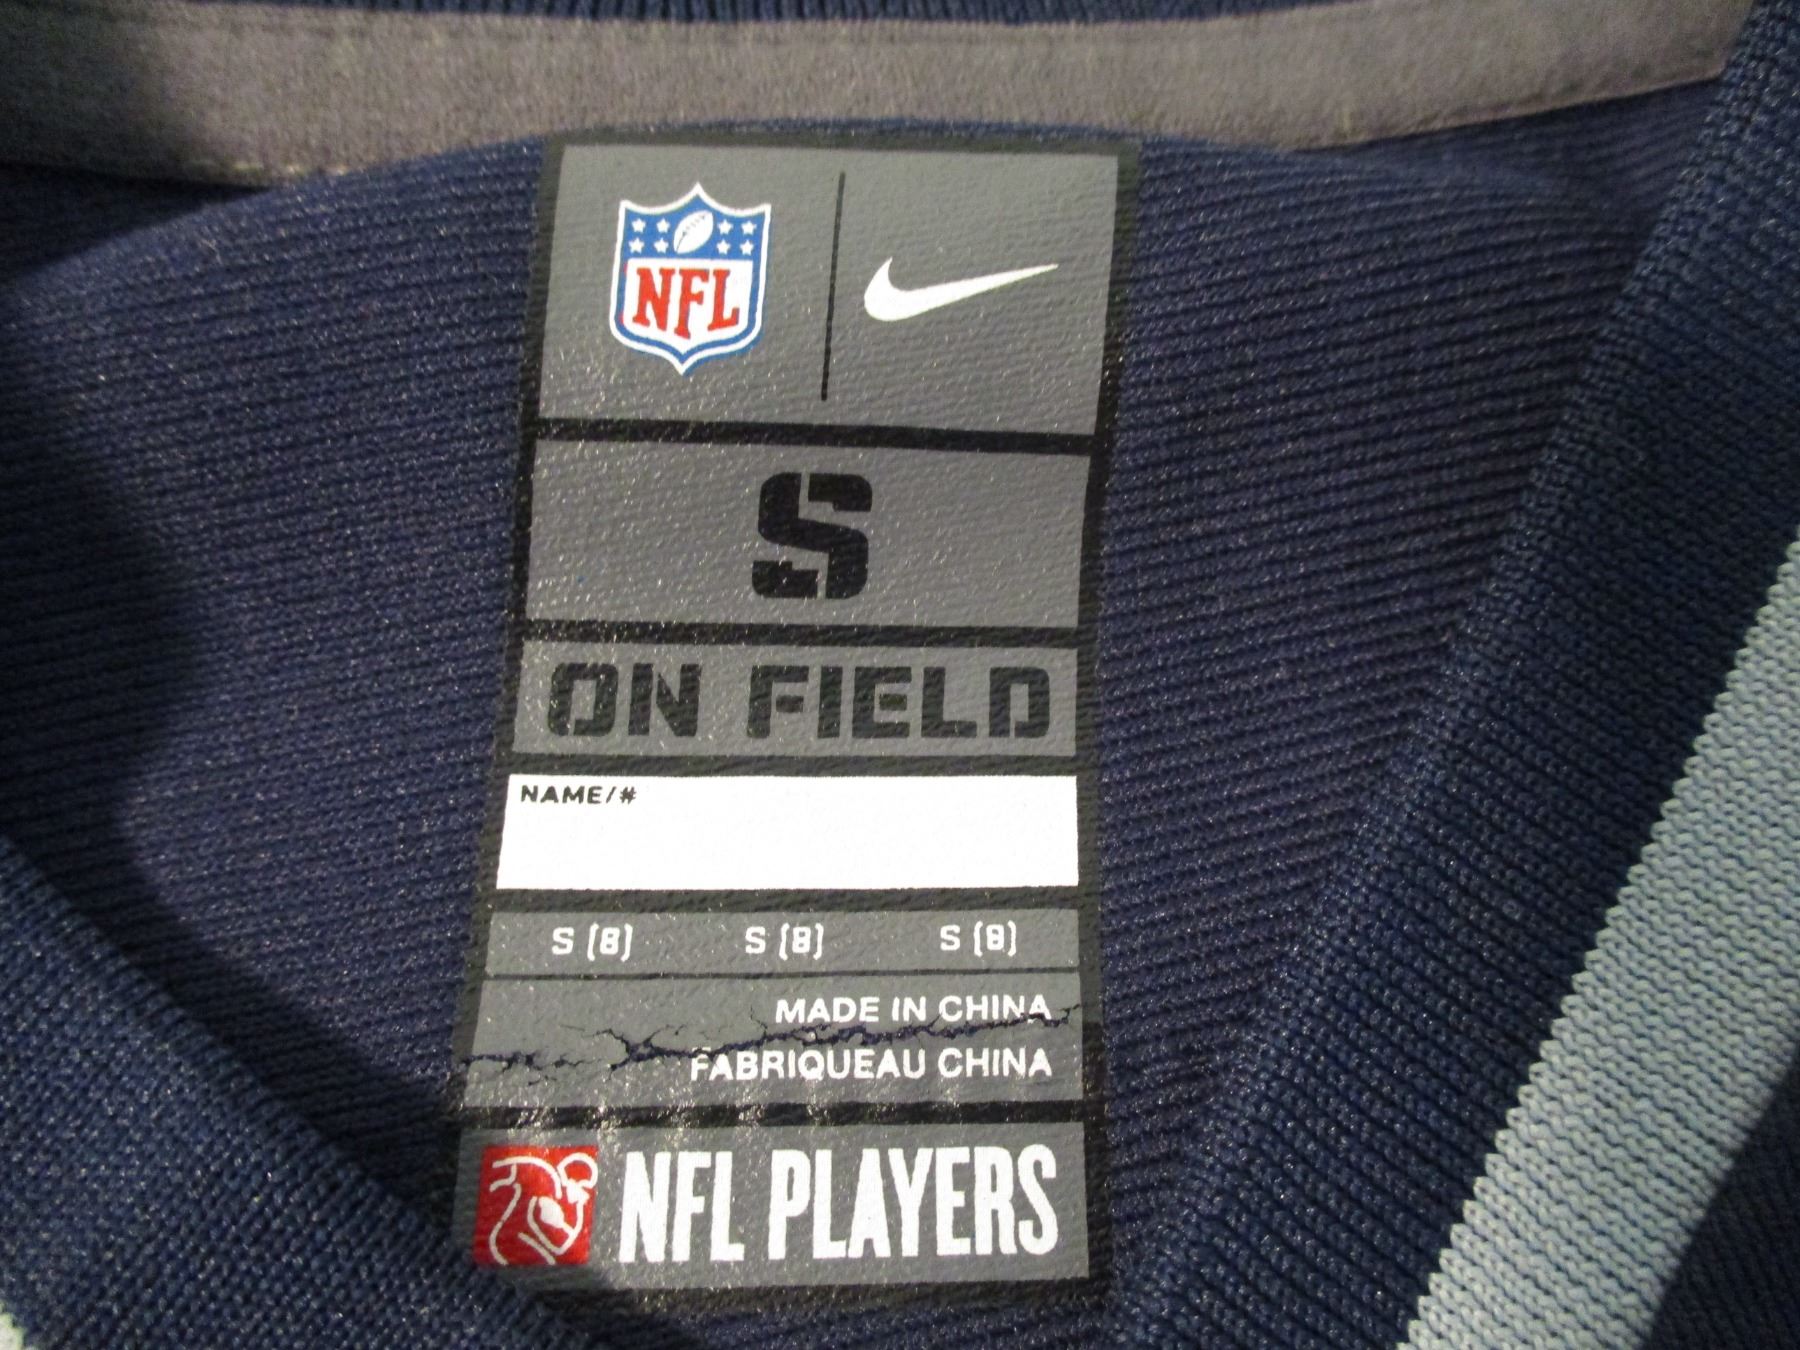 NFL
S
ON FIELD
NAME/#
S (8) S (8) S (8)
MADE IN CHINA
FABRIQUEAU CHINA
NFL PLAYERS